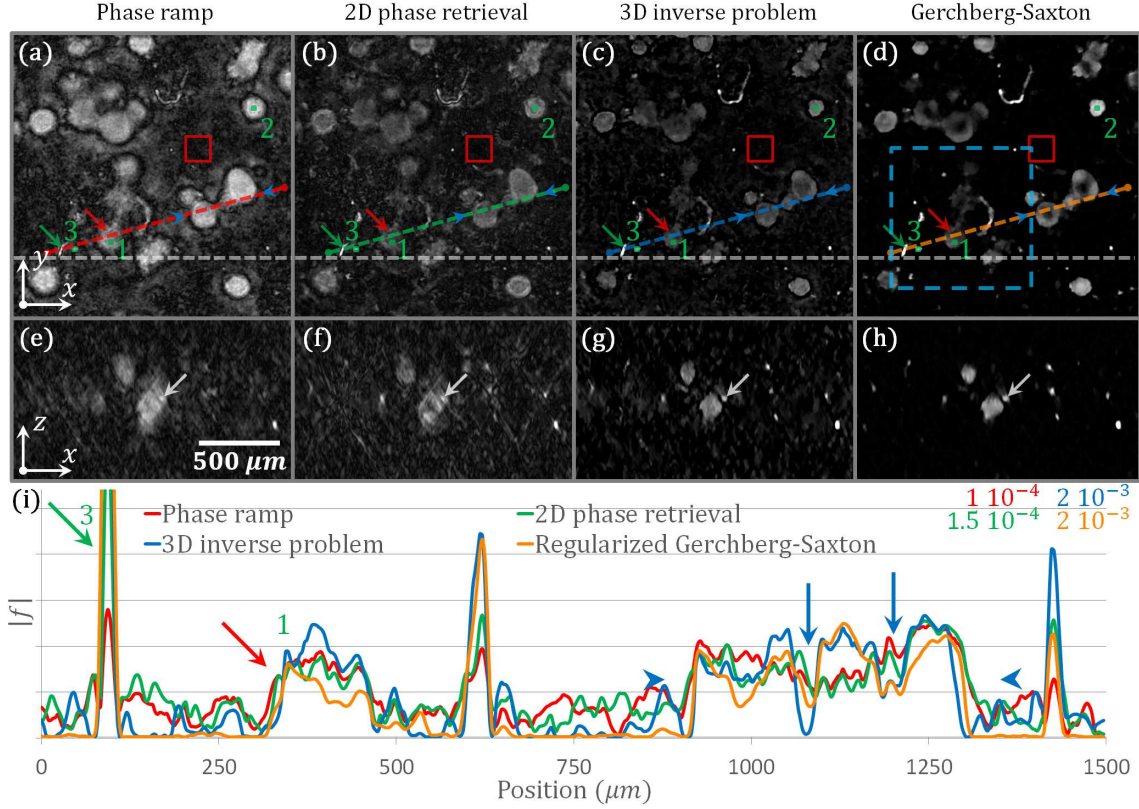 Phase ramp 2D phase retrieval 3D inverse problem Gerchberg-Saxton
(a) (b) (c) (d)
2 2 2 2
3 3 3 3
1 1 1 1
y
x
(e) (f) (g) (h)
z
x
500 μm
(i)
3 Phase ramp 2D phase retrieval 1 10⁻⁴ 2 10⁻³
3D inverse problem Regularized Gerchberg-Saxton 1.5 10⁻⁴ 2 10⁻³
|f|
1
0 250 500 750 1000 1250 1500
Position (μm)